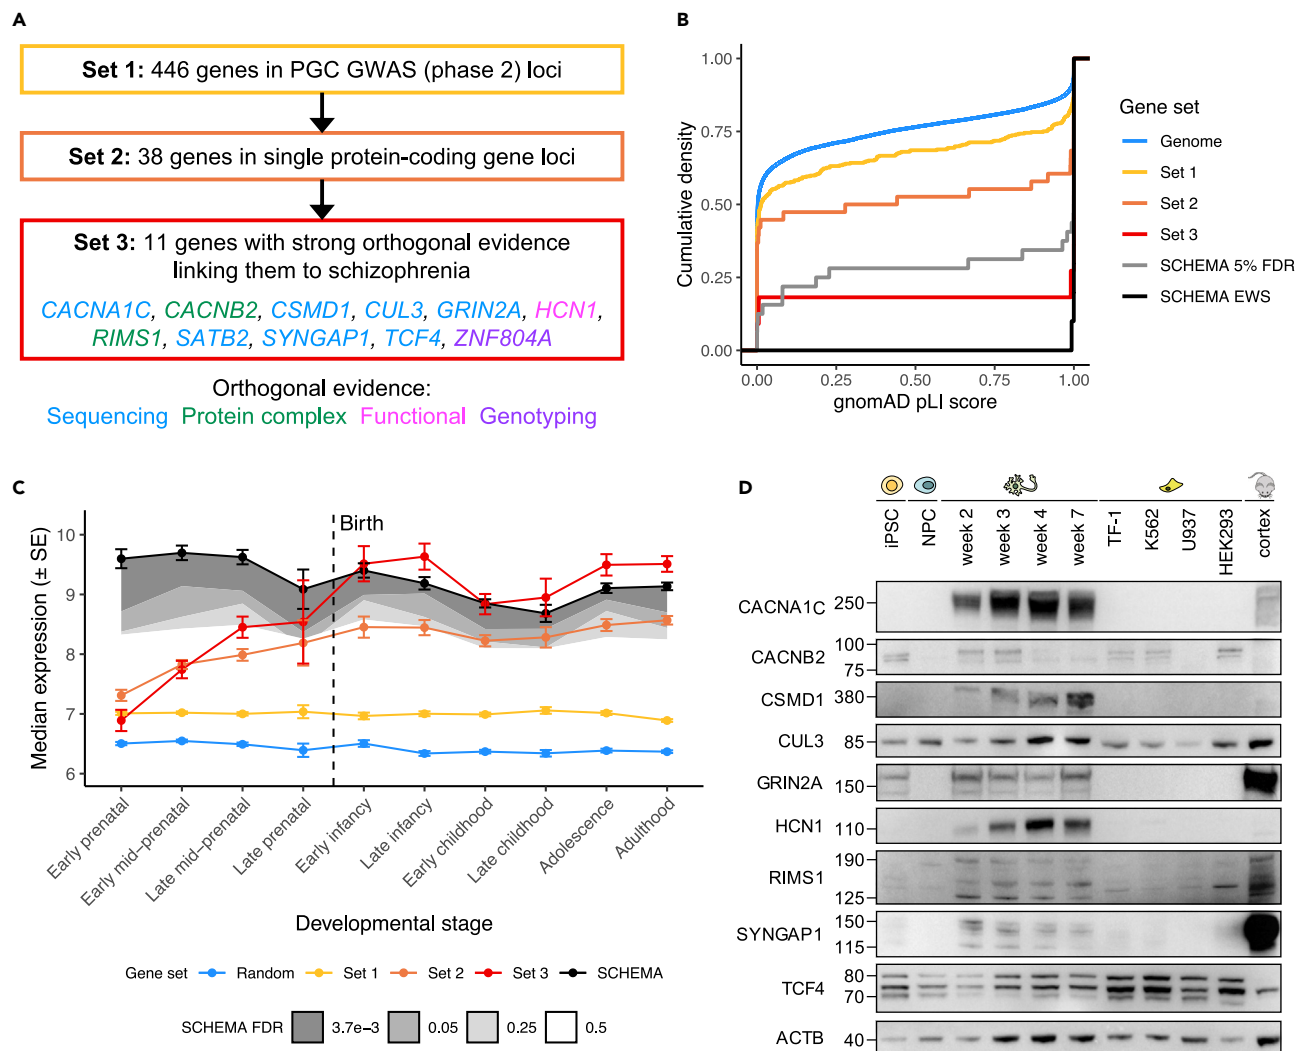 A
Set 1: 446 genes in PGC GWAS (phase 2) loci
Set 2: 38 genes in single protein-coding gene loci
Set 3: 11 genes with strong orthogonal evidence
linking them to schizophrenia
CACNA1C, CACNB2, CSMD1, CUL3, GRIN2A, HCN1,
RIMS1, SATB2, SYNGAP1, TCF4, ZNF804A
Orthogonal evidence:
Sequencing Protein complex Functional Genotyping
B
Cumulative density
1.00
0.75
0.50
0.25
0.00
0.00 0.25 0.50 0.75 1.00
gnomAD pLI score
Gene set
Genome
Set 1
Set 2
Set 3
SCHEMA 5% FDR
SCHEMA EWS
C
Median expression (± SE)
10
9
8
7
6
Birth
Early prenatal
Early mid−prenatal
Late mid−prenatal
Late prenatal
Early infancy
Late infancy
Early childhood
Late childhood
Adolescence
Adulthood
Developmental stage
Gene set Random Set 1 Set 2 Set 3 SCHEMA
SCHEMA FDR 3.7e−3 0.05 0.25 0.5
D
iPSC
NPC
week 2
week 3
week 4
week 7
TF-1
K562
U937
HEK293
cortex
CACNA1C 250
CACNB2 100
75
CSMD1 380
CUL3 85
GRIN2A 150
HCN1 110
RIMS1 190
125
SYNGAP1 150
115
TCF4 80
70
ACTB 40